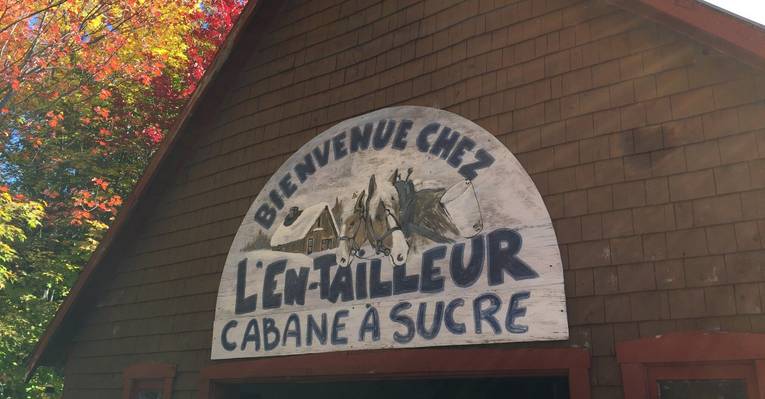 BIENVENUE CHEZ
L'EN-TAILLEUR
CABANE À SUCRE